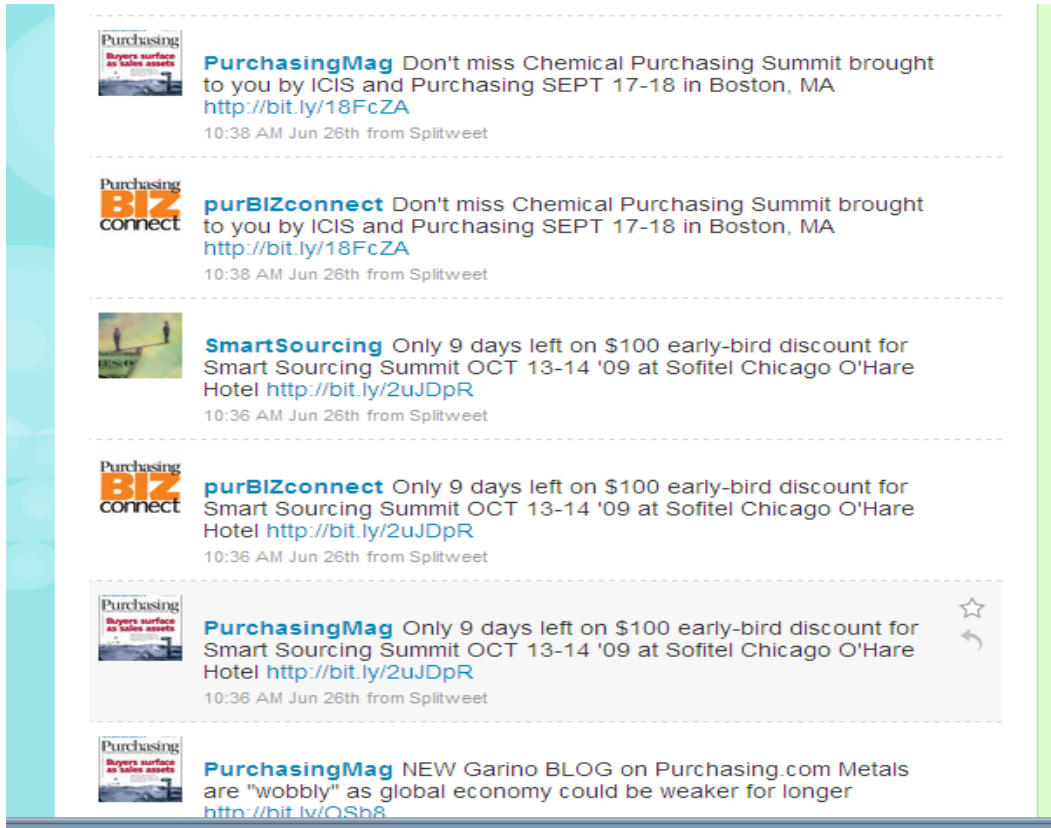 Purchasing
Buyers surface
as sales assets
PurchasingMag Don't miss Chemical Purchasing Summit brought
to you by ICIS and Purchasing SEPT 17-18 in Boston, MA
http://bit.ly/18FcZA
10:38 AM Jun 26th from Splitweet
Purchasing
BIZ
connect
purBIZconnect Don't miss Chemical Purchasing Summit brought
to you by ICIS and Purchasing SEPT 17-18 in Boston, MA
http://bit.ly/18FcZA
10:38 AM Jun 26th from Splitweet
SmartSourcing Only 9 days left on $100 early-bird discount for
Smart Sourcing Summit OCT 13-14 '09 at Sofitel Chicago O'Hare
Hotel http://bit.ly/2uJDpR
10:36 AM Jun 26th from Splitweet
Purchasing
BIZ
connect
purBIZconnect Only 9 days left on $100 early-bird discount for
Smart Sourcing Summit OCT 13-14 '09 at Sofitel Chicago O'Hare
Hotel http://bit.ly/2uJDpR
10:36 AM Jun 26th from Splitweet
Purchasing
Buyers surface
as sales assets
PurchasingMag Only 9 days left on $100 early-bird discount for
Smart Sourcing Summit OCT 13-14 '09 at Sofitel Chicago O'Hare
Hotel http://bit.ly/2uJDpR
10:36 AM Jun 26th from Splitweet
Purchasing
Buyers surface
as sales assets
PurchasingMag NEW Garino BLOG on Purchasing.com Metals
are "wobbly" as global economy could be weaker for longer
http://bit.ly/QSb8